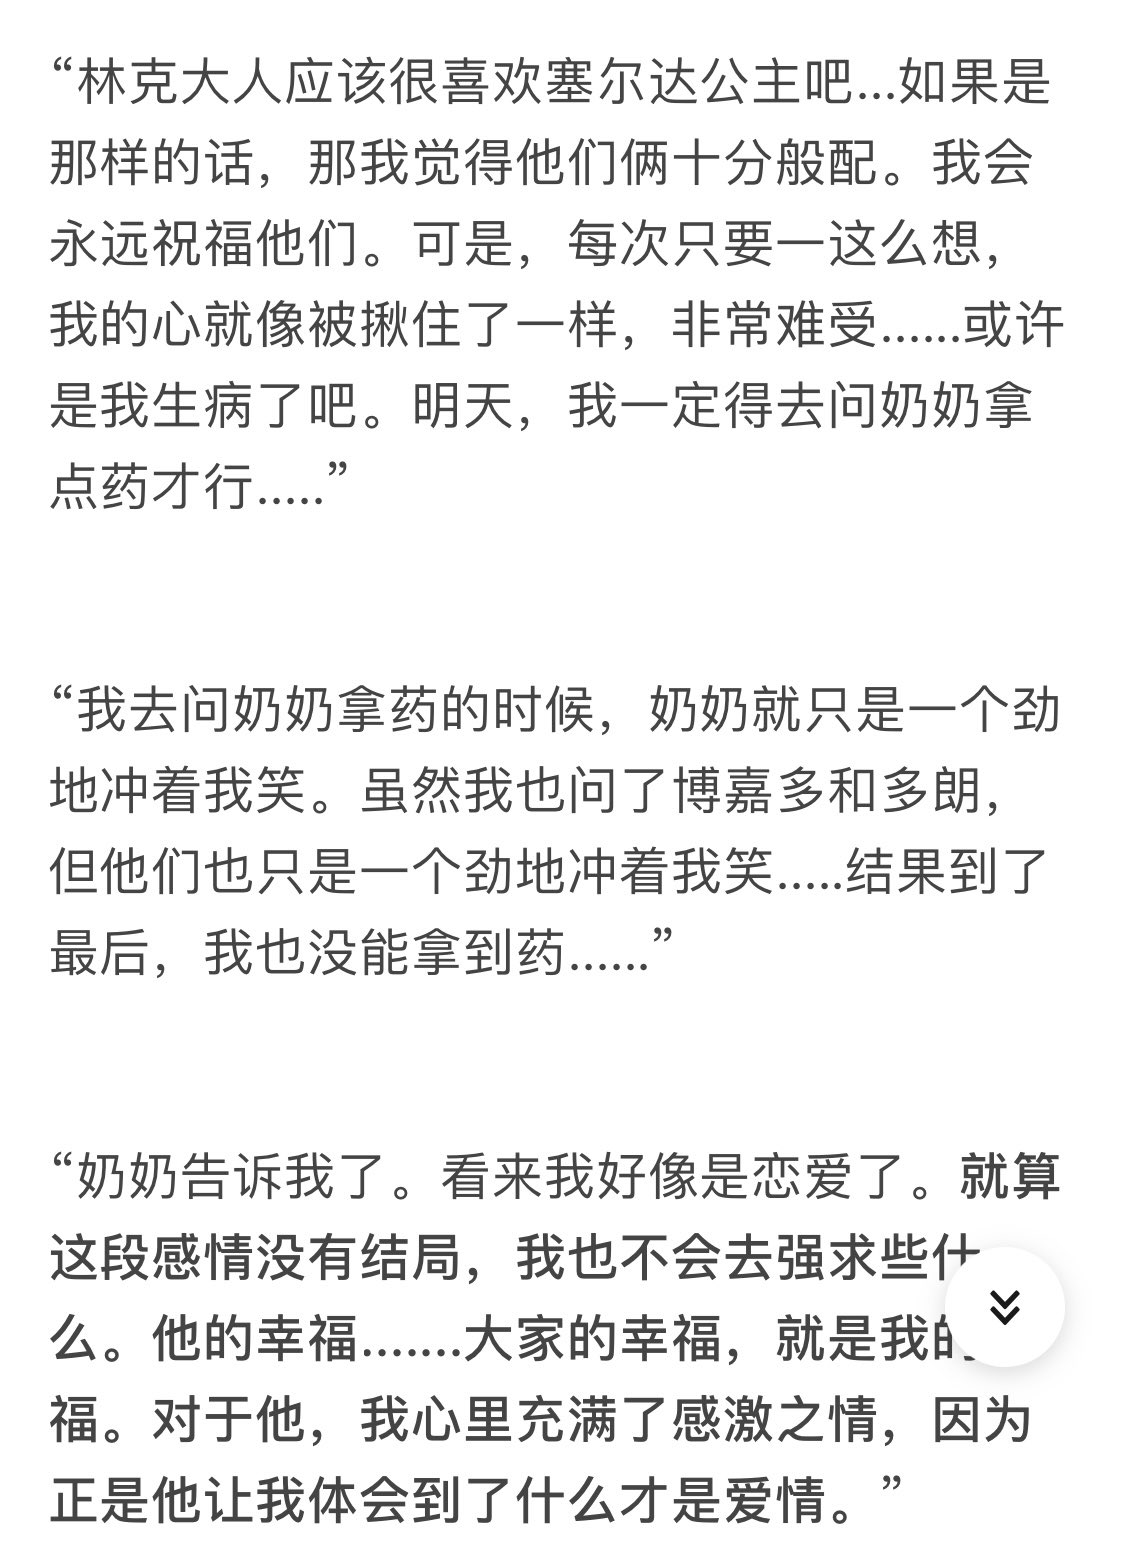 “林克大人应该很喜欢塞尔达公主吧...如果是
那样的话，那我觉得他们俩十分般配。我会
永远祝福他们。可是，每次只要一这么想，
我的心就像被揪住了一样，非常难受......或许
是我生病了吧。明天，我一定得去问奶奶拿
点药才行.....”
“我去问奶奶拿药的时候，奶奶就只是一个劲
地冲着我笑。虽然我也问了博嘉多和多朗，
但他们也只是一个劲地冲着我笑.....结果到了
最后，我也没能拿到药......”
“奶奶告诉我了。看来我好像是恋爱了。就算
这段感情没有结局，我也不会去强求些什
么。他的幸福.......大家的幸福，就是我的
福。对于他，我心里充满了感激之情，因为
正是他让我体会到了什么才是爱情。”